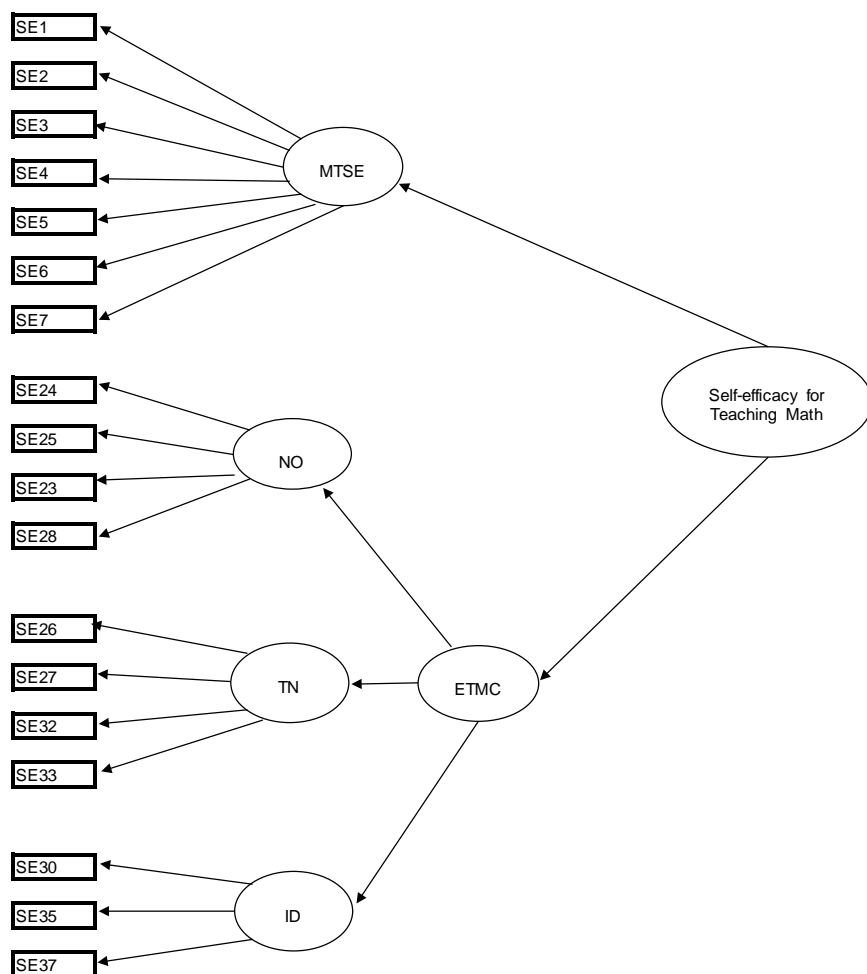 SE1
SE2
SE3
SE4
SE5
SE6
SE7
MTSE
SE24
SE25
SE23
SE28
NO
Self-efficacy for
Teaching Math
SE26
SE27
SE32
SE33
TN
ETMC
SE30
SE35
SE37
ID